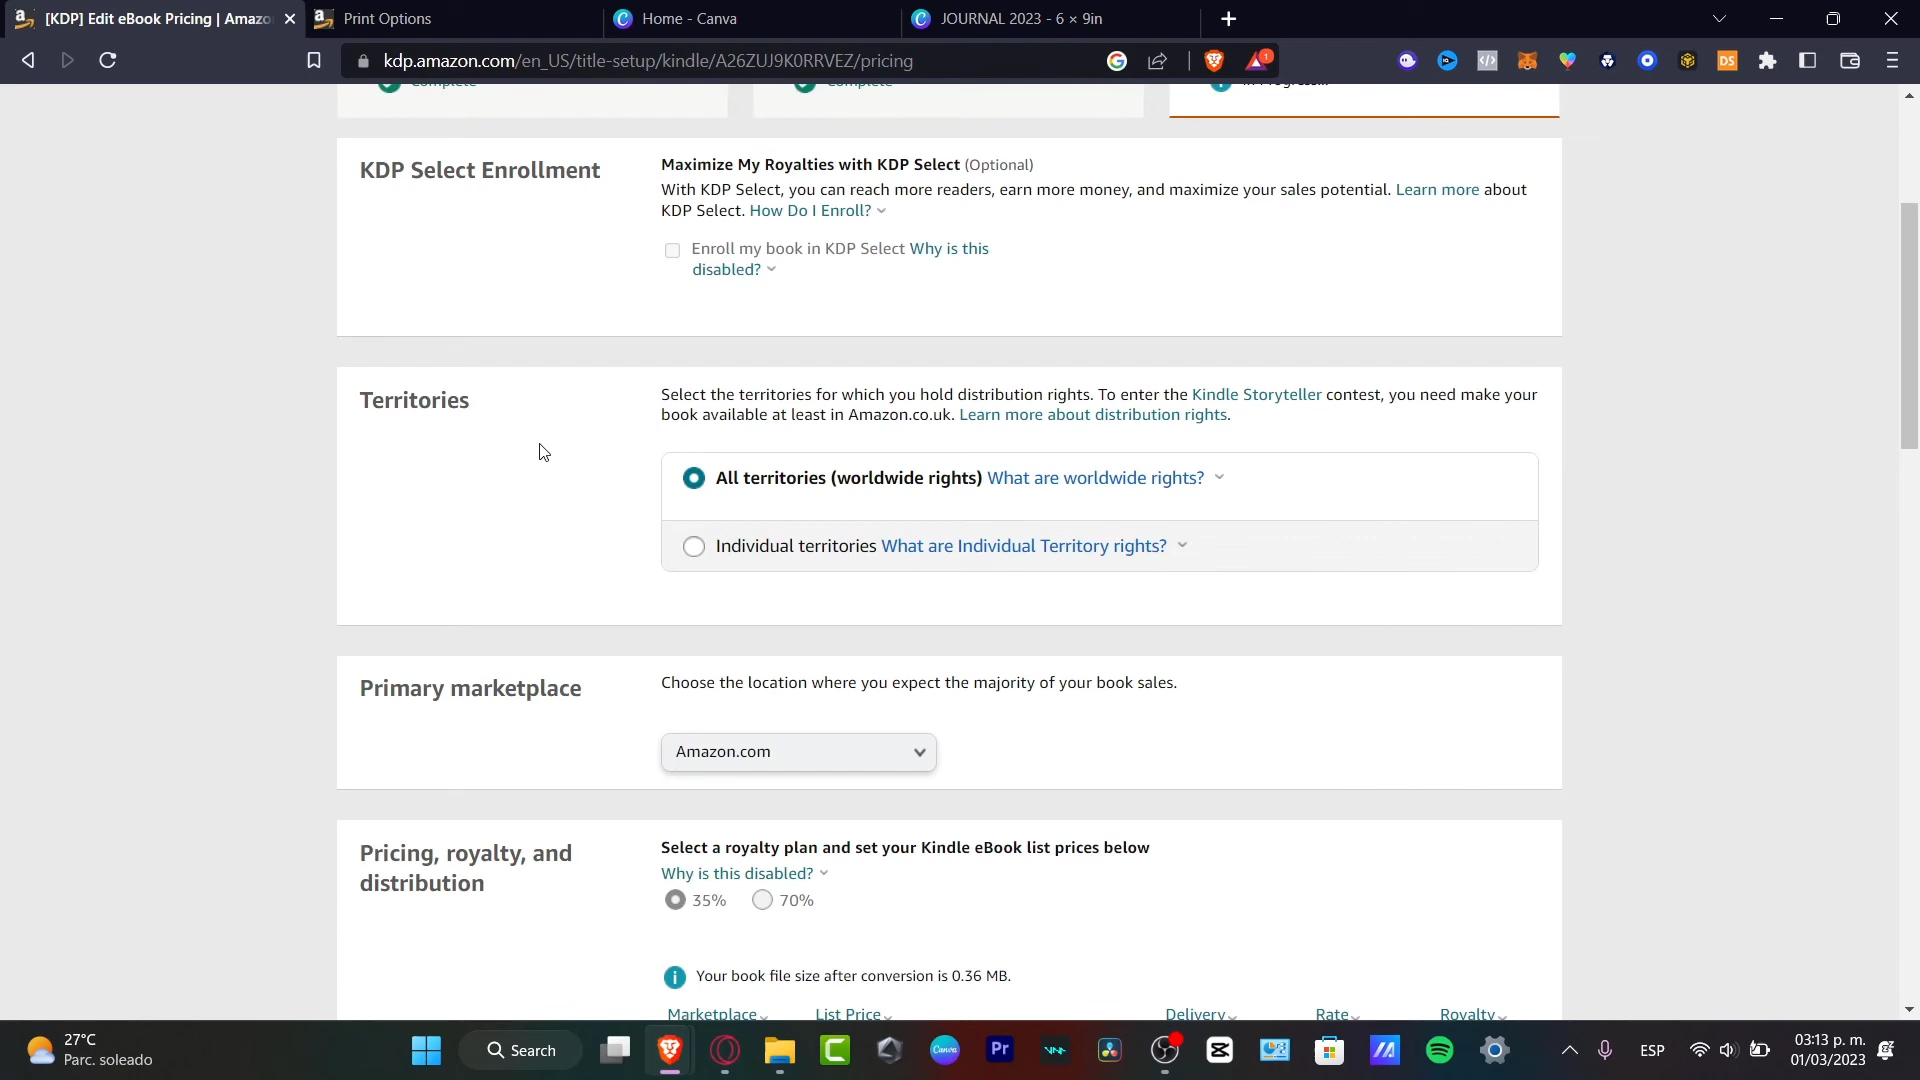 [KDP] Edit eBook Pricing | Amazo
Print Options
Home - Canva
JOURNAL 2023 - 6 × 9in
kdp.amazon.com/en_US/title-setup/kindle/A26ZUJ9K0RRVEZ/pricing
1
DS
KDP Select Enrollment
Maximize My Royalties with KDP Select (Optional)
With KDP Select, you can reach more readers, earn more money, and maximize your sales potential. Learn more about
KDP Select. How Do I Enroll?
Enroll my book in KDP Select Why is this
disabled?
Territories
Select the territories for which you hold distribution rights. To enter the Kindle Storyteller contest, you need make your
book available at least in Amazon.co.uk. Learn more about distribution rights.
All territories (worldwide rights) What are worldwide rights?
Individual territories What are Individual Territory rights?
Primary marketplace
Choose the location where you expect the majority of your book sales.
Amazon.com
Pricing, royalty, and
distribution
Select a royalty plan and set your Kindle eBook list prices below
Why is this disabled?
35% 70%
Your book file size after conversion is 0.36 MB.
Marketplace List Price Delivery Rate Royalty
27°C
Parc. soleado
Search
Canva
Pr
ESP
03:13 p. m.
01/03/2023